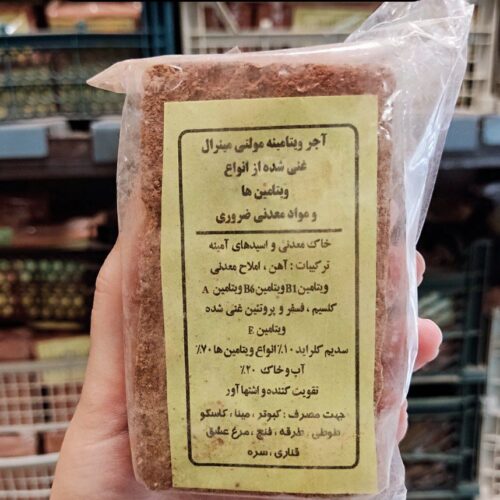 آجر ویتامینه مولتی مینرال
غنی شده از انواع
ویتامین ها
و مواد معدنی ضروری
خاک معدنی و اسیدهای آمینه
ترکیبات : آهن ، املاح معدنی
ویتامین B1 ویتامین B6 ویتامین A
کلسیم ، فسفر و پروتئین غنی شده
ویتامین E
سدیم کلراید ۱۰٪ انواع ویتامین ها ۷۰٪
آب و خاک ۲۰٪
تقویت کننده و اشتها آور
جهت مصرف : کبوتر ، مینا ، کاسکو
طوطی ، طرقه ، فنچ ، مرغ عشق
قناری ، سره